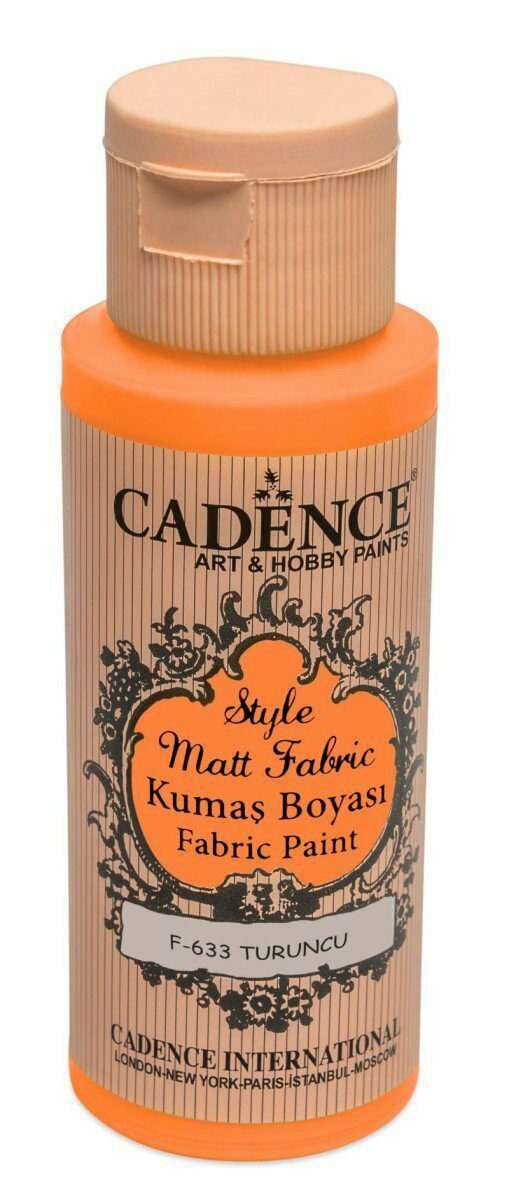 CADENCE®
ART & HOBBY PAINTS
Style
Matt Fabric
Kumaş Boyası
Fabric Paint
F-633 TURUNCU
CADENCE INTERNATIONAL
LONDON-NEW YORK-PARIS-İSTANBUL-MOSCOW